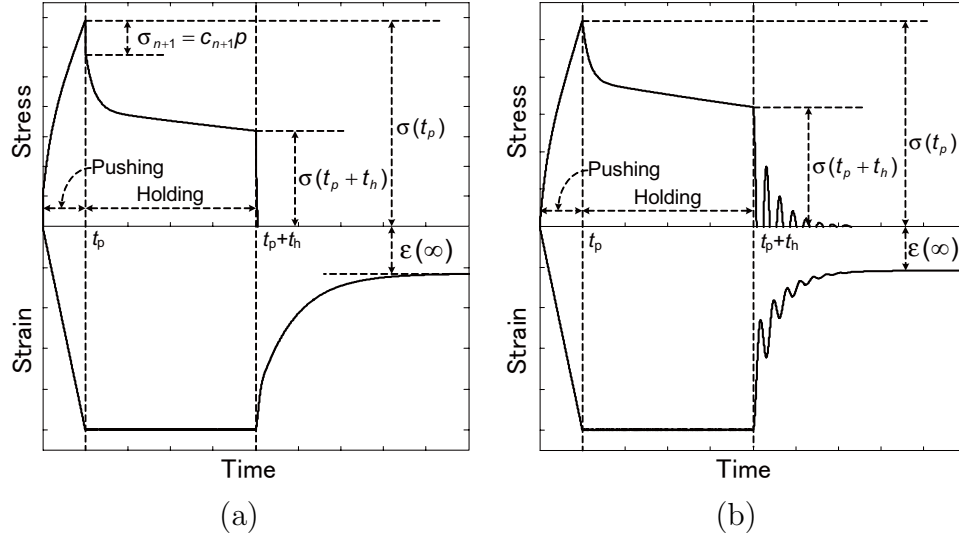 Stress
σₙ₊₁ = cₙ₊₁p
σ(tₚ)
σ(tₚ + tₕ)
Pushing
Holding
tₚ
tₚ+tₕ
ε(∞)
Strain
Time
(a)
Stress
σ(tₚ)
σ(tₚ + tₕ)
Pushing
Holding
tₚ
tₚ+tₕ
ε(∞)
Strain
Time
(b)